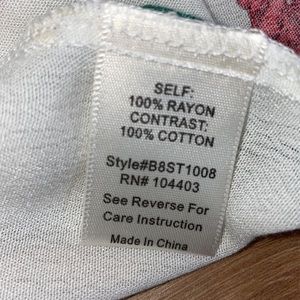 SELF:
100% RAYON
CONTRAST:
100% COTTON
Style#B8ST1008
RN# 104403
See Reverse For
Care Instruction
Made In China